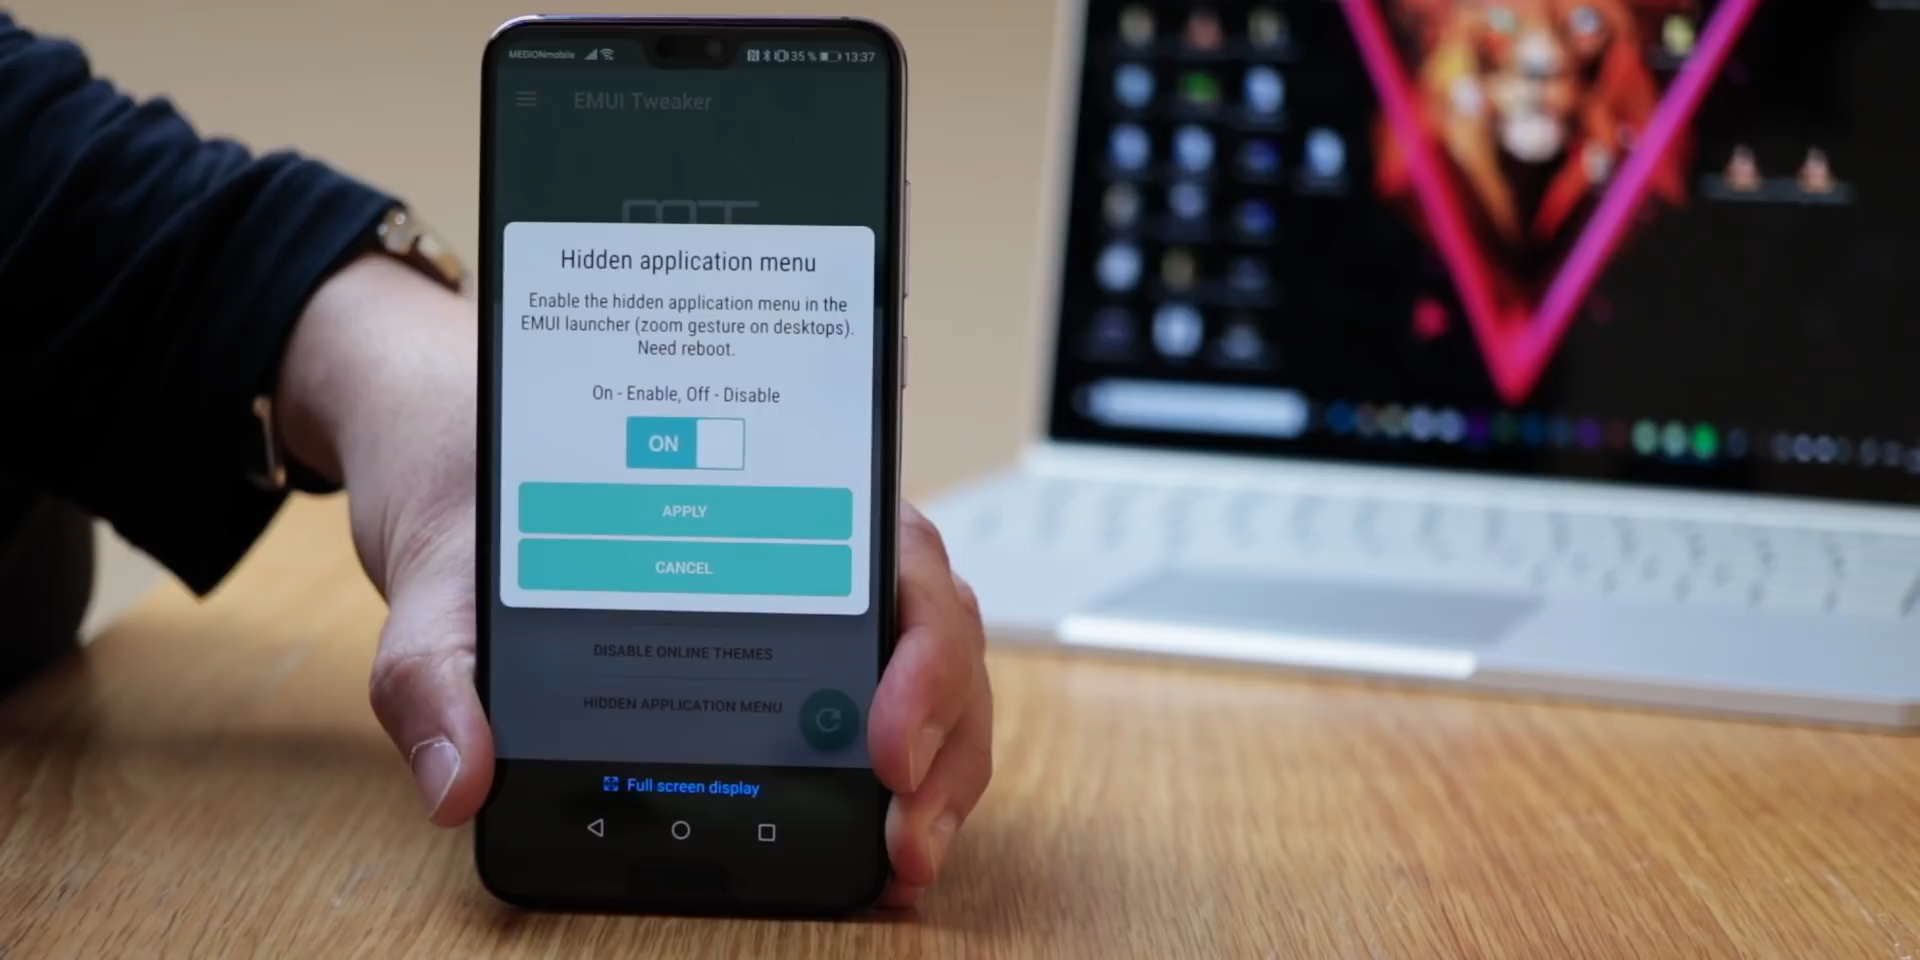 MEDIONmobile
35 % 13:37
EMUI Tweaker
Hidden application menu
Enable the hidden application menu in the
EMUI launcher (zoom gesture on desktops).
Need reboot.
On - Enable, Off - Disable
ON
APPLY
CANCEL
DISABLE ONLINE THEMES
HIDDEN APPLICATION MENU
Full screen display